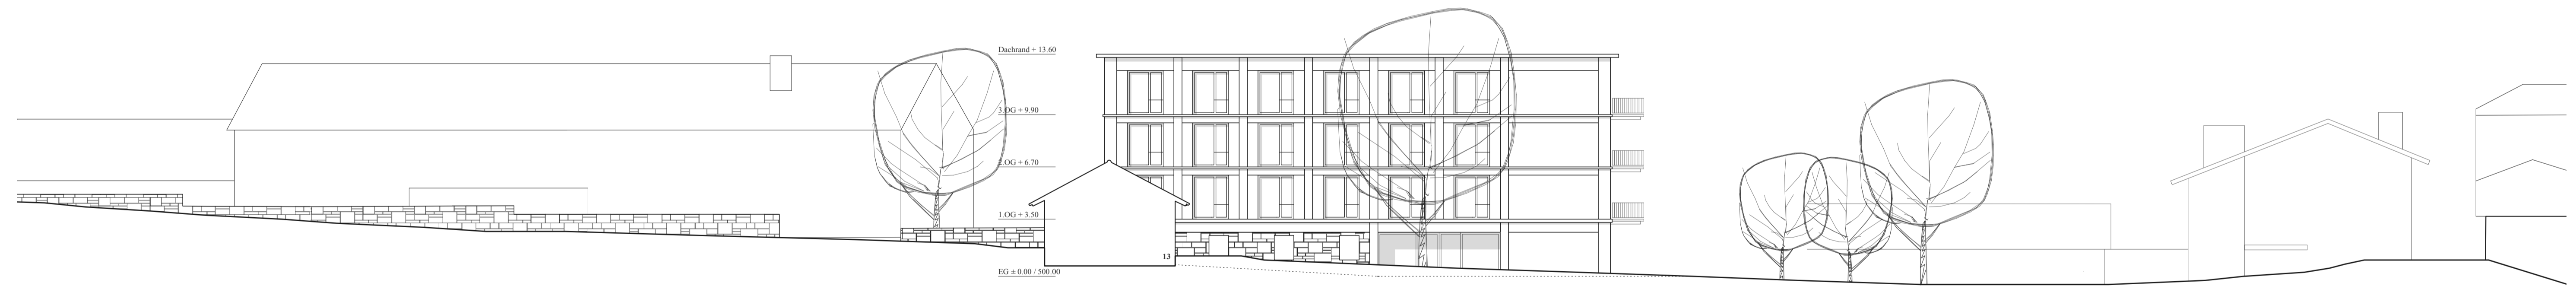 Dachrand + 13.60
3.OG + 9.90
2.OG + 6.70
1.OG + 3.50
13
EG ± 0.00 / 500.00